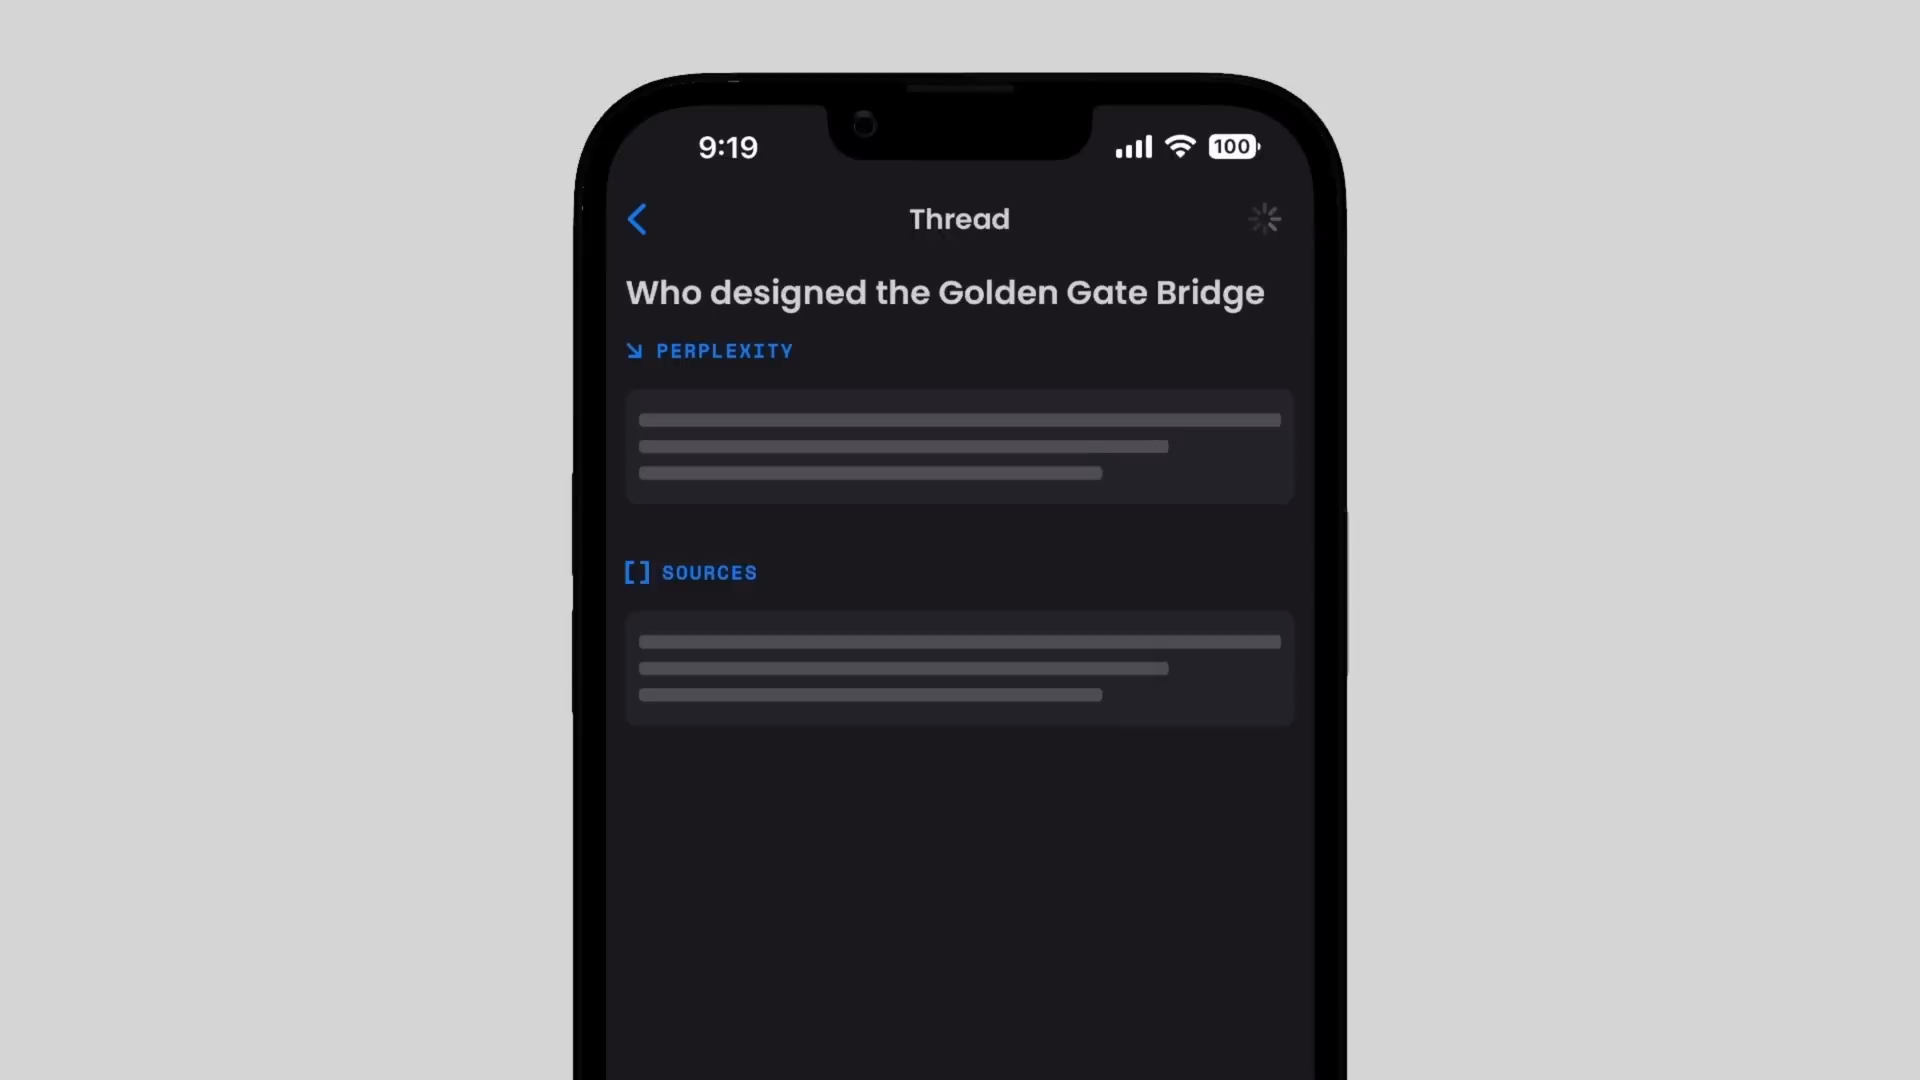 9:19
100
Thread
Who designed the Golden Gate Bridge
PERPLEXITY
[] SOURCES